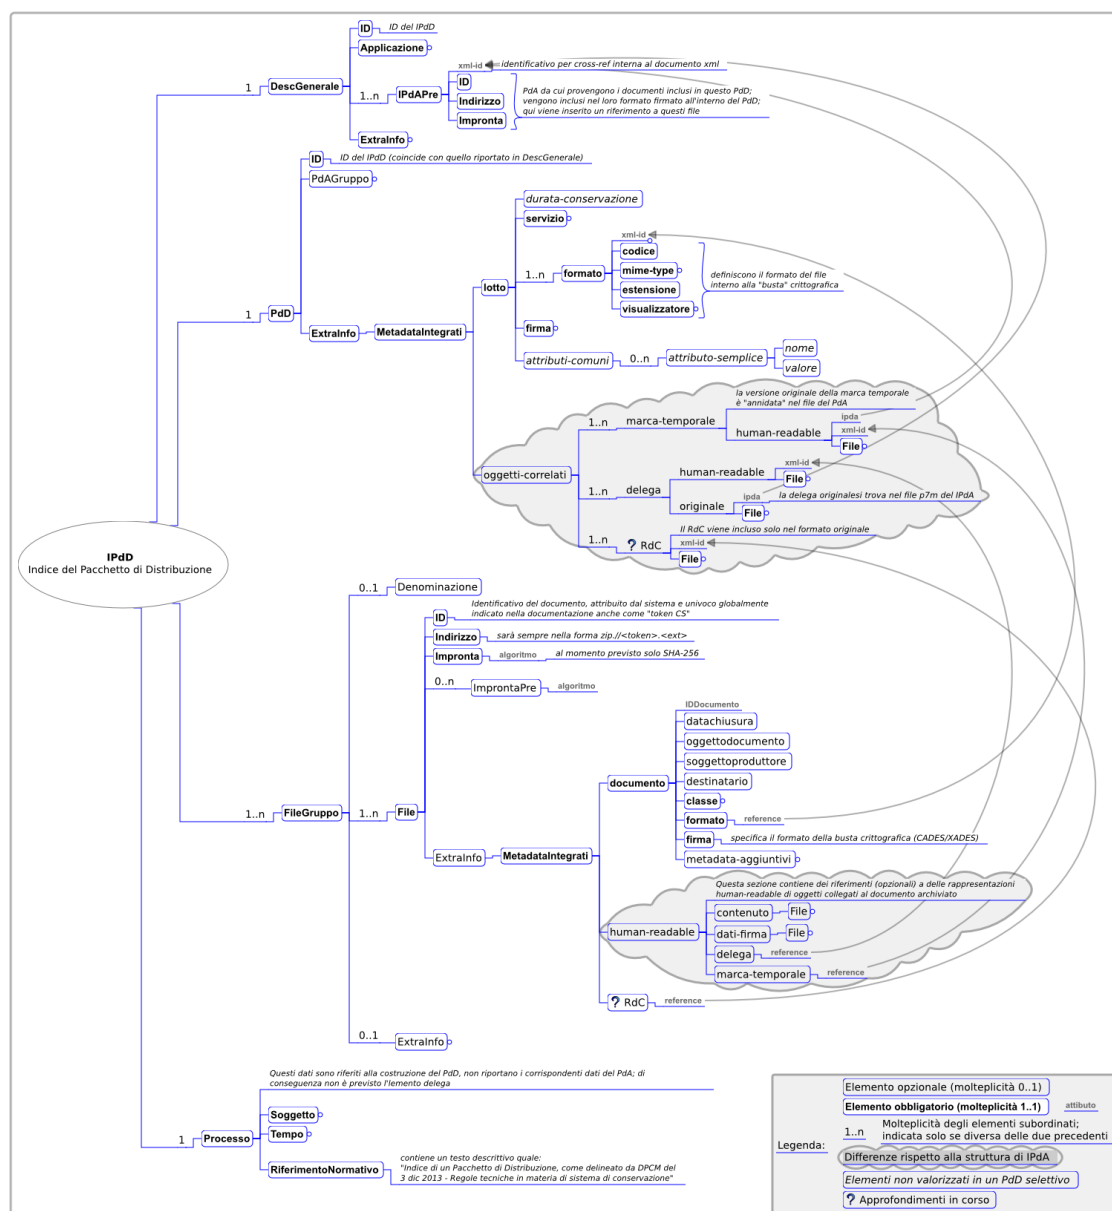 ID
ID del IPdD
Applicazione
xml-id
identificativo per cross-ref interna al documento xml
1
DescGenerale
1..n
IPdAPre
ID
Indirizzo
Impronta
PdA da cui provengono i documenti inclusi in questo PdD;
vengono inclusi nel loro formato firmato all'interno del PdD;
qui viene inserito un riferimento a questi file
ExtraInfo
ID
ID del IPdD (coincide con quello riportato in DescGenerale)
PdAGruppo
durata-conservazione
servizio
xml-id
codice
lotto
1..n
formato
mime-type
estensione
visualizzatore
definiscono il formato del file
interno alla "busta" crittografica
1
PdD
ExtraInfo
MetadataIntegrati
firma
attributi-comuni
0..n
attributo-semplice
nome
valore
la versione originale della marca temporale
è "annidata" nel file del PdA
1..n
marca-temporale
ipda
human-readable
xml-id
File
oggetti-correlati
human-readable
xml-id
File
1..n
delega
originale
ipda
la delega originalesi trova nel file p7m del IPdA
File
Il RdC viene incluso solo nel formato originale
1..n
? RdC
xml-id
File
IPdD
Indice del Pacchetto di Distribuzione
0..1
Denominazione
Identificativo del documento, attribuito dal sistema e univoco globalmente
indicato nella documentazione anche come "token CS"
ID
Indirizzo
sarà sempre nella forma zip.//<token>.<ext>
Impronta
algoritmo
al momento previsto solo SHA-256
0..n
ImprontaPre
algoritmo
IDDocumento
datachiusura
oggettodocumento
soggettoproduttore
documento
destinatario
classe
1..n
FileGruppo
1..n
File
formato
reference
firma
specifica il formato della busta crittografica (CADES/XADES)
ExtraInfo
MetadataIntegrati
metadata-aggiuntivi
Questa sezione contiene dei riferimenti (opzionali) a delle rappresentazioni
human-readable di oggetti collegati al documento archiviato
contenuto
File
human-readable
dati-firma
File
delega
reference
marca-temporale
reference
? RdC
reference
0..1
ExtraInfo
Questi dati sono riferiti alla costruzione del PdD, non riportano i corrispondenti dati del PdA; di
conseguenza non è previsto l'lemento delega
Soggetto
1
Processo
Tempo
RiferimentoNormativo
contiene un testo descrittivo quale:
"Indice di un Pacchetto di Distribuzione, come delineato da DPCM del
3 dic 2013 - Regole tecniche in materia di sistema di conservazione"
Legenda:
Elemento opzionale (molteplicità 0..1)
Elemento obbligatorio (molteplicità 1..1)
attibuto
1..n
Molteplicità degli elementi subordinati;
indicata solo se diversa delle due precedenti
Differenze rispetto alla struttura di IPdA
Elementi non valorizzati in un PdD selettivo
? Approfondimenti in corso